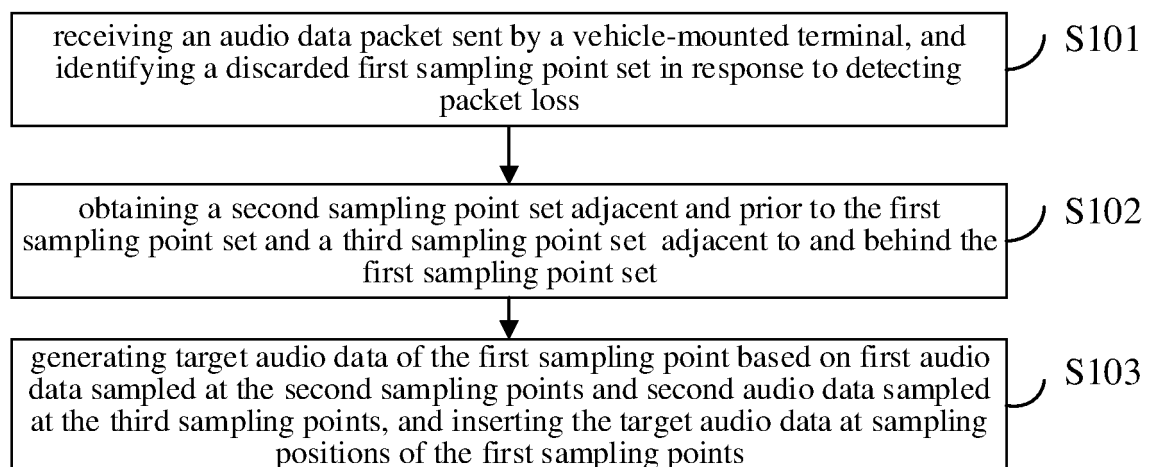 receiving an audio data packet sent by a vehicle-mounted terminal, and
identifying a discarded first sampling point set in response to detecting
packet loss
S101
obtaining a second sampling point set adjacent and prior to the first
sampling point set and a third sampling point set adjacent to and behind the
first sampling point set
S102
generating target audio data of the first sampling point based on first audio
data sampled at the second sampling points and second audio data sampled
at the third sampling points, and inserting the target audio data at sampling
positions of the first sampling points
S103